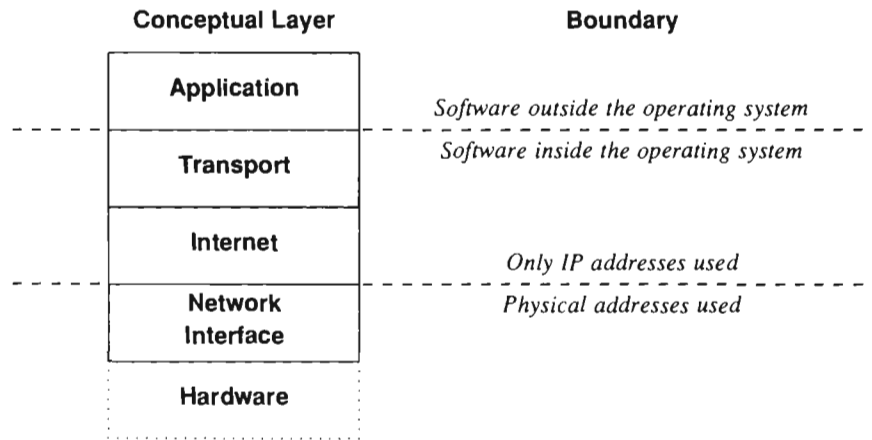 Conceptual Layer
Boundary
Application
Software outside the operating system
Software inside the operating system
Transport
Internet
Only IP addresses used
Physical addresses used
Network
Interface
Hardware